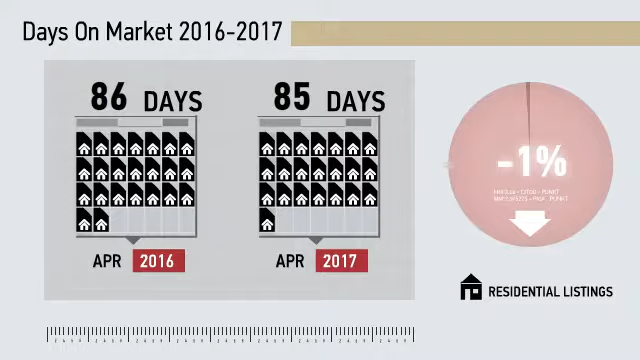 Days On Market 2016-2017
86 DAYS
85 DAYS
-1%
APR 2016
APR 2017
RESIDENTIAL LISTINGS